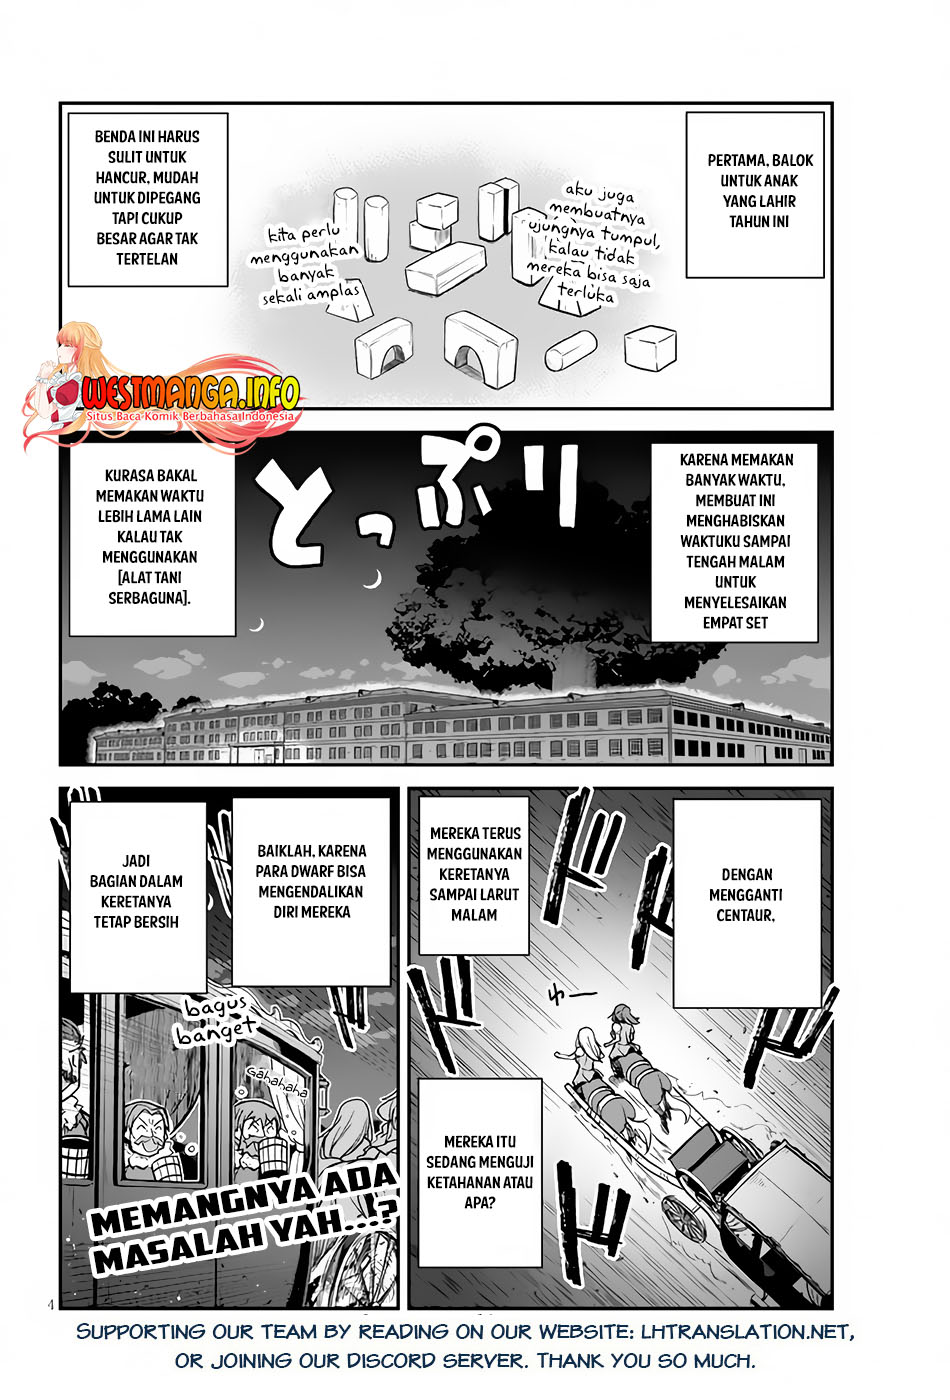 PERTAMA, BALOK
UNTUK ANAK
YANG LAHIR
TAHUN INI
aku juga
membuatnya
ujungnya tumpul,
kalau tidak
mereka bisa saja
terluka
kita perlu
menggunakan
banyak
sekali amplas
BENDA INI HARUS
SULIT UNTUK
HANCUR, MUDAH
UNTUK DIPEGANG
TAPI CUKUP
BESAR AGAR TAK
TERTELAN
WESTMANGA.INFO
Situs Baca Komik Berbahasa Indonesia
KARENA MEMAKAN
BANYAK WAKTU,
MEMBUAT INI
MENGHABISKAN
WAKTUKU SAMPAI
TENGAH MALAM
UNTUK
MENYELESAIKAN
EMPAT SET
とっぷり
KURASA BAKAL
MEMAKAN WAKTU
LEBIH LAMA LAIN
KALAU TAK
MENGGUNAKAN
[ALAT TANI
SERBAGUNA].
DENGAN
MENGGANTI
CENTAUR,
MEREKA TERUS
MENGGUNAKAN
KERETANYA
SAMPAI LARUT
MALAM
ゆー
MEREKA ITU
SEDANG MENGUJI
KETAHANAN ATAU
APA?
BAIKLAH, KARENA
PARA DWARF BISA
MENGENDALIKAN
DIRI MEREKA
JADI
BAGIAN DALAM
KERETANYA
TETAP BERSIH
bagus
banget
Gahahaha
MEMANGNYA ADA
MASALAH YAH...?
4
SUPPORTING OUR TEAM BY READING ON OUR WEBSITE: LHTRANSLATION.NET,
OR JOINING OUR DISCORD SERVER. THANK YOU SO MUCH.